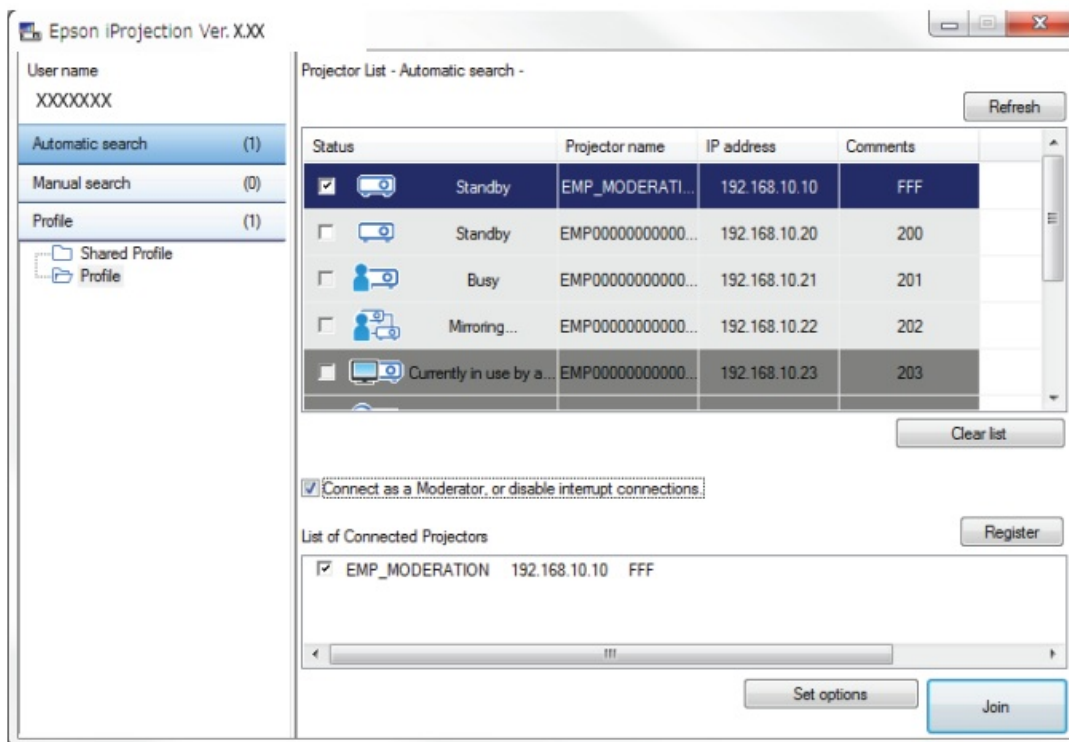 Epson iProjection Ver. X.XX
User name
XXXXXXX
Automatic search (1)
Manual search (0)
Profile (1)
Shared Profile
Profile
Projector List - Automatic search -
Refresh
Status Projector name IP address Comments
Standby EMP_MODERATI... 192.168.10.10 FFF
Standby EMP00000000000... 192.168.10.20 200
Busy EMP00000000000... 192.168.10.21 201
Mirroring... EMP00000000000... 192.168.10.22 202
Currently in use by a... EMP00000000000... 192.168.10.23 203
Clear list
Connect as a Moderator, or disable interrupt connections.
List of Connected Projectors
Register
EMP_MODERATION 192.168.10.10 FFF
Set options
Join